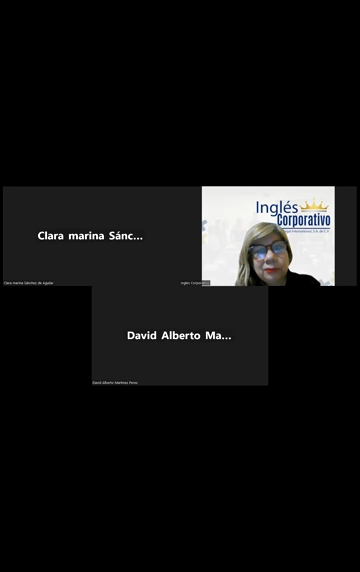 Inglés
Corporativo
Clara marina Sánc...
Clara marina Sánchez de Aguilar
Inglés Corporativo
David Alberto Ma...
David Alberto Martínez Perez